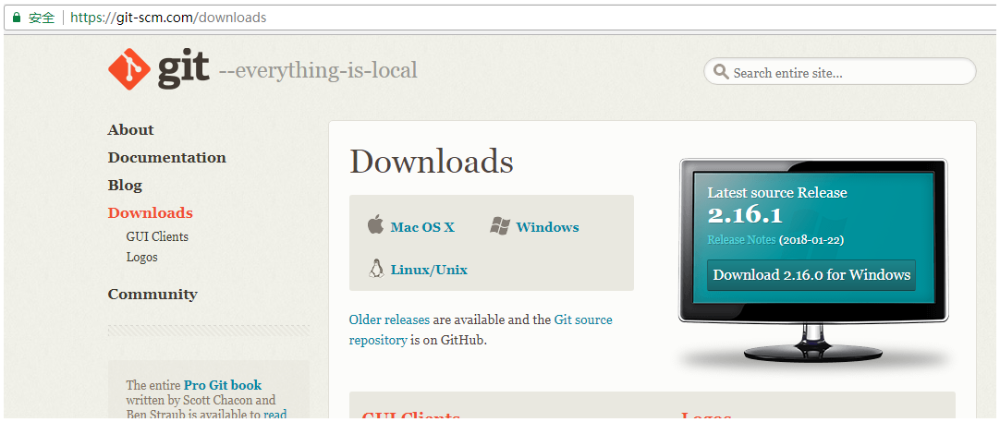 安全 https://git-scm.com/downloads
git --everything-is-local
Search entire site...
About
Documentation
Blog
Downloads
GUI Clients
Logos
Community
The entire Pro Git book
written by Scott Chacon and
Ben Straub is available to read
Downloads
Mac OS X
Windows
Linux/Unix
Older releases are available and the Git source
repository is on GitHub.
Latest source Release
2.16.1
Release Notes (2018-01-22)
Download 2.16.0 for Windows
GUI Clients
Logos